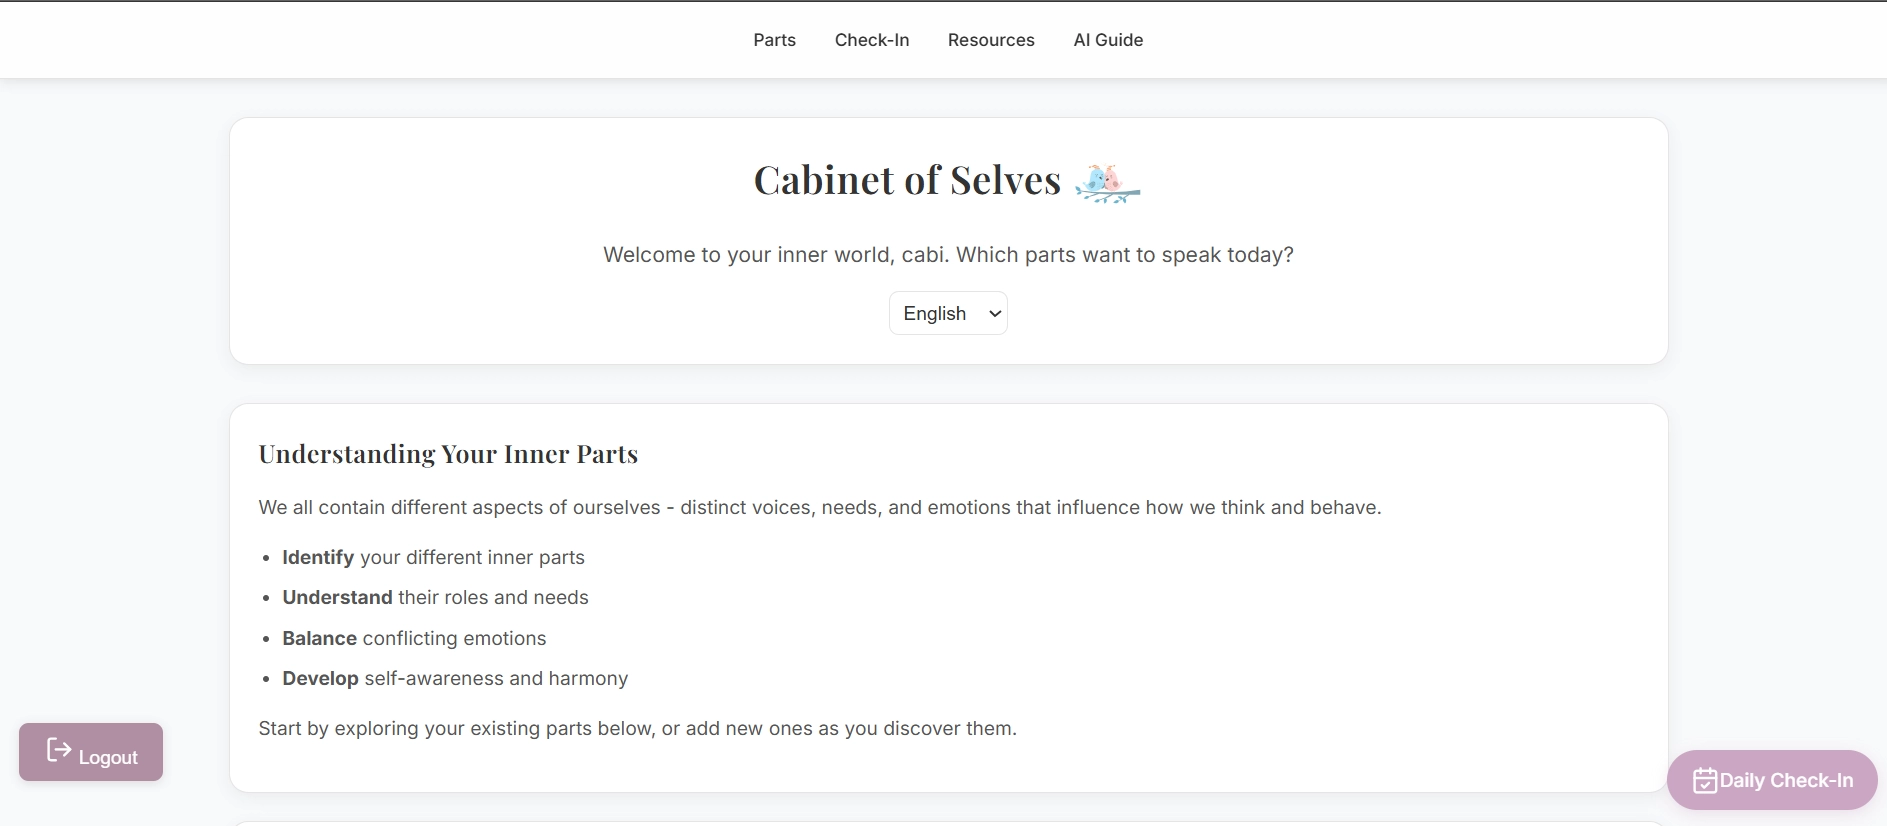 Parts Check-In Resources AI Guide
Cabinet of Selves
Welcome to your inner world, cabi. Which parts want to speak today?
English
Understanding Your Inner Parts
We all contain different aspects of ourselves - distinct voices, needs, and emotions that influence how we think and behave.
• Identify your different inner parts
• Understand their roles and needs
• Balance conflicting emotions
• Develop self-awareness and harmony
Start by exploring your existing parts below, or add new ones as you discover them.
Logout
Daily Check-In